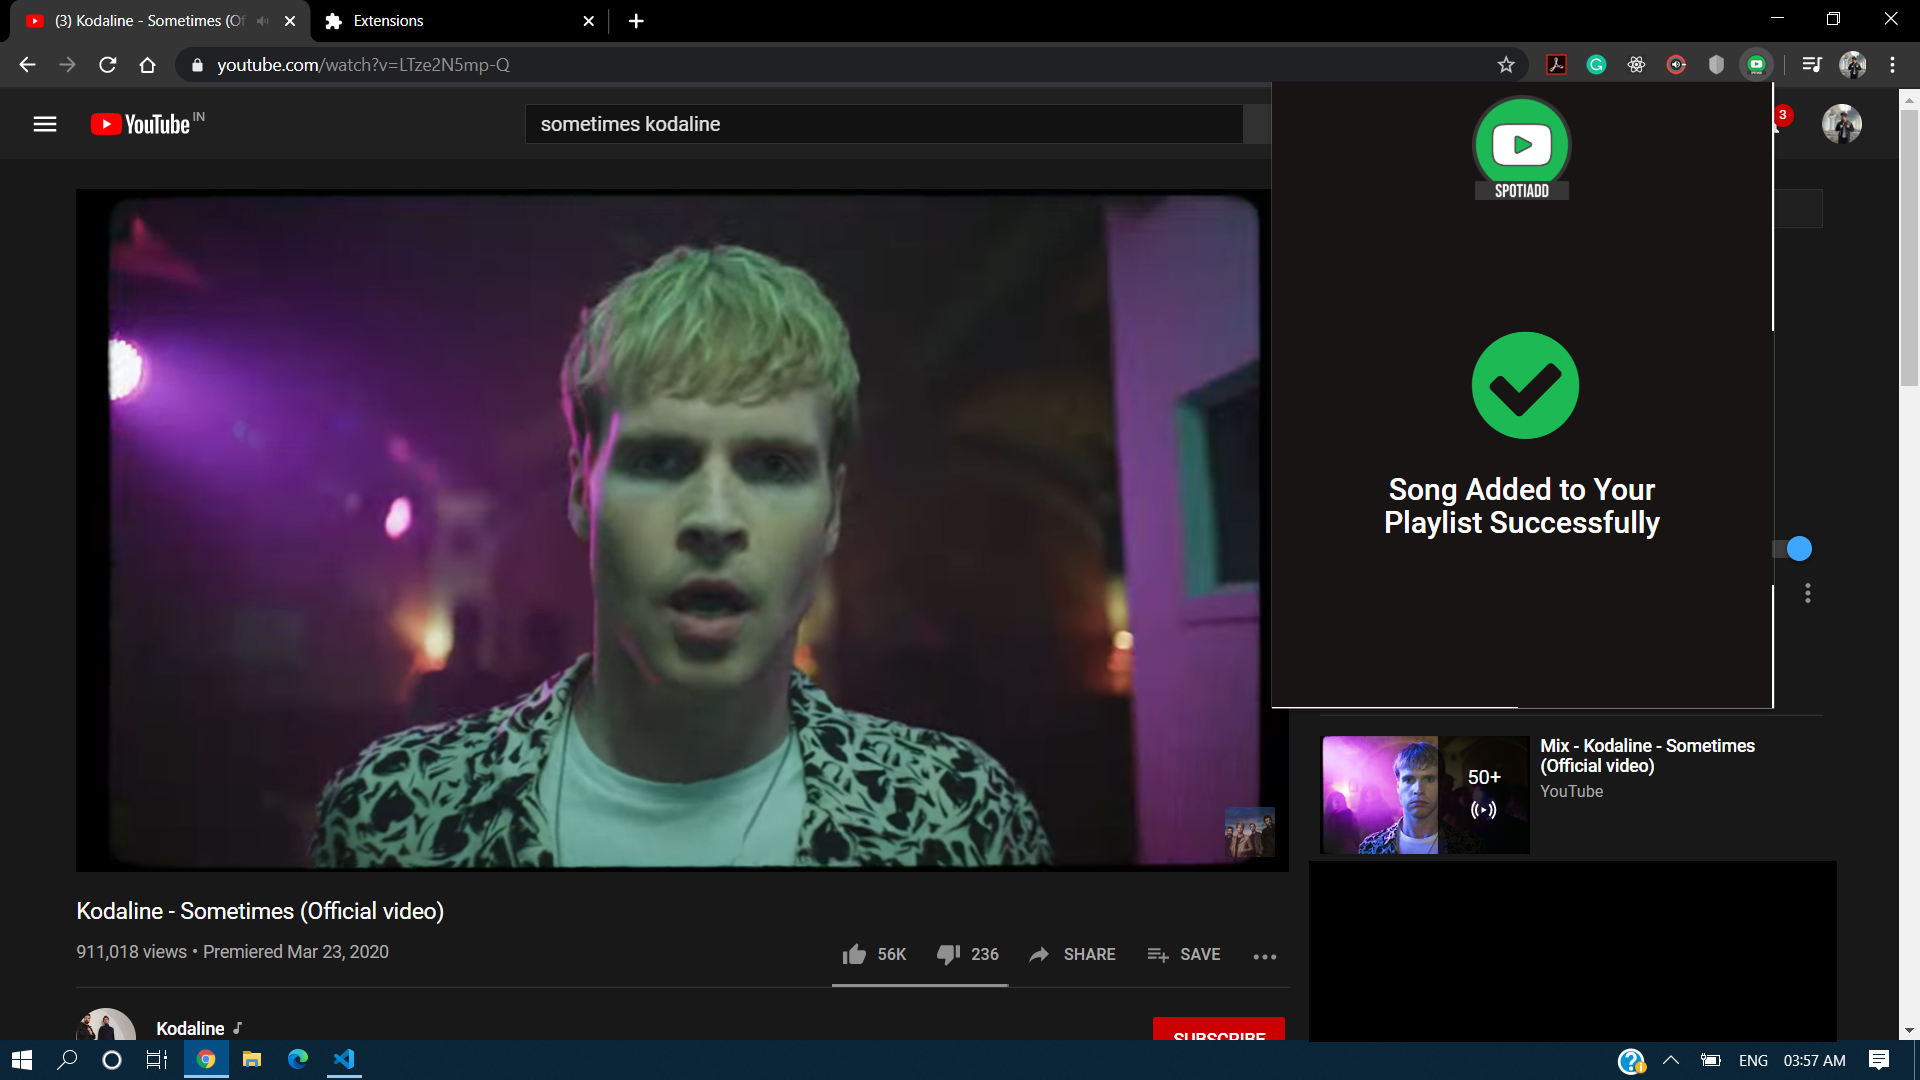 (3) Kodaline - Sometimes (Of
Extensions
youtube.com/watch?v=LTze2N5mp-Q
YouTube IN
sometimes kodaline
3
SPOTIADD
Song Added to Your
Playlist Successfully
50+
Mix - Kodaline - Sometimes
(Official video)
YouTube
Kodaline - Sometimes (Official video)
911,018 views • Premiered Mar 23, 2020
56K
236
SHARE
SAVE
Kodaline
SUBSCRIBE
ENG
03:57 AM